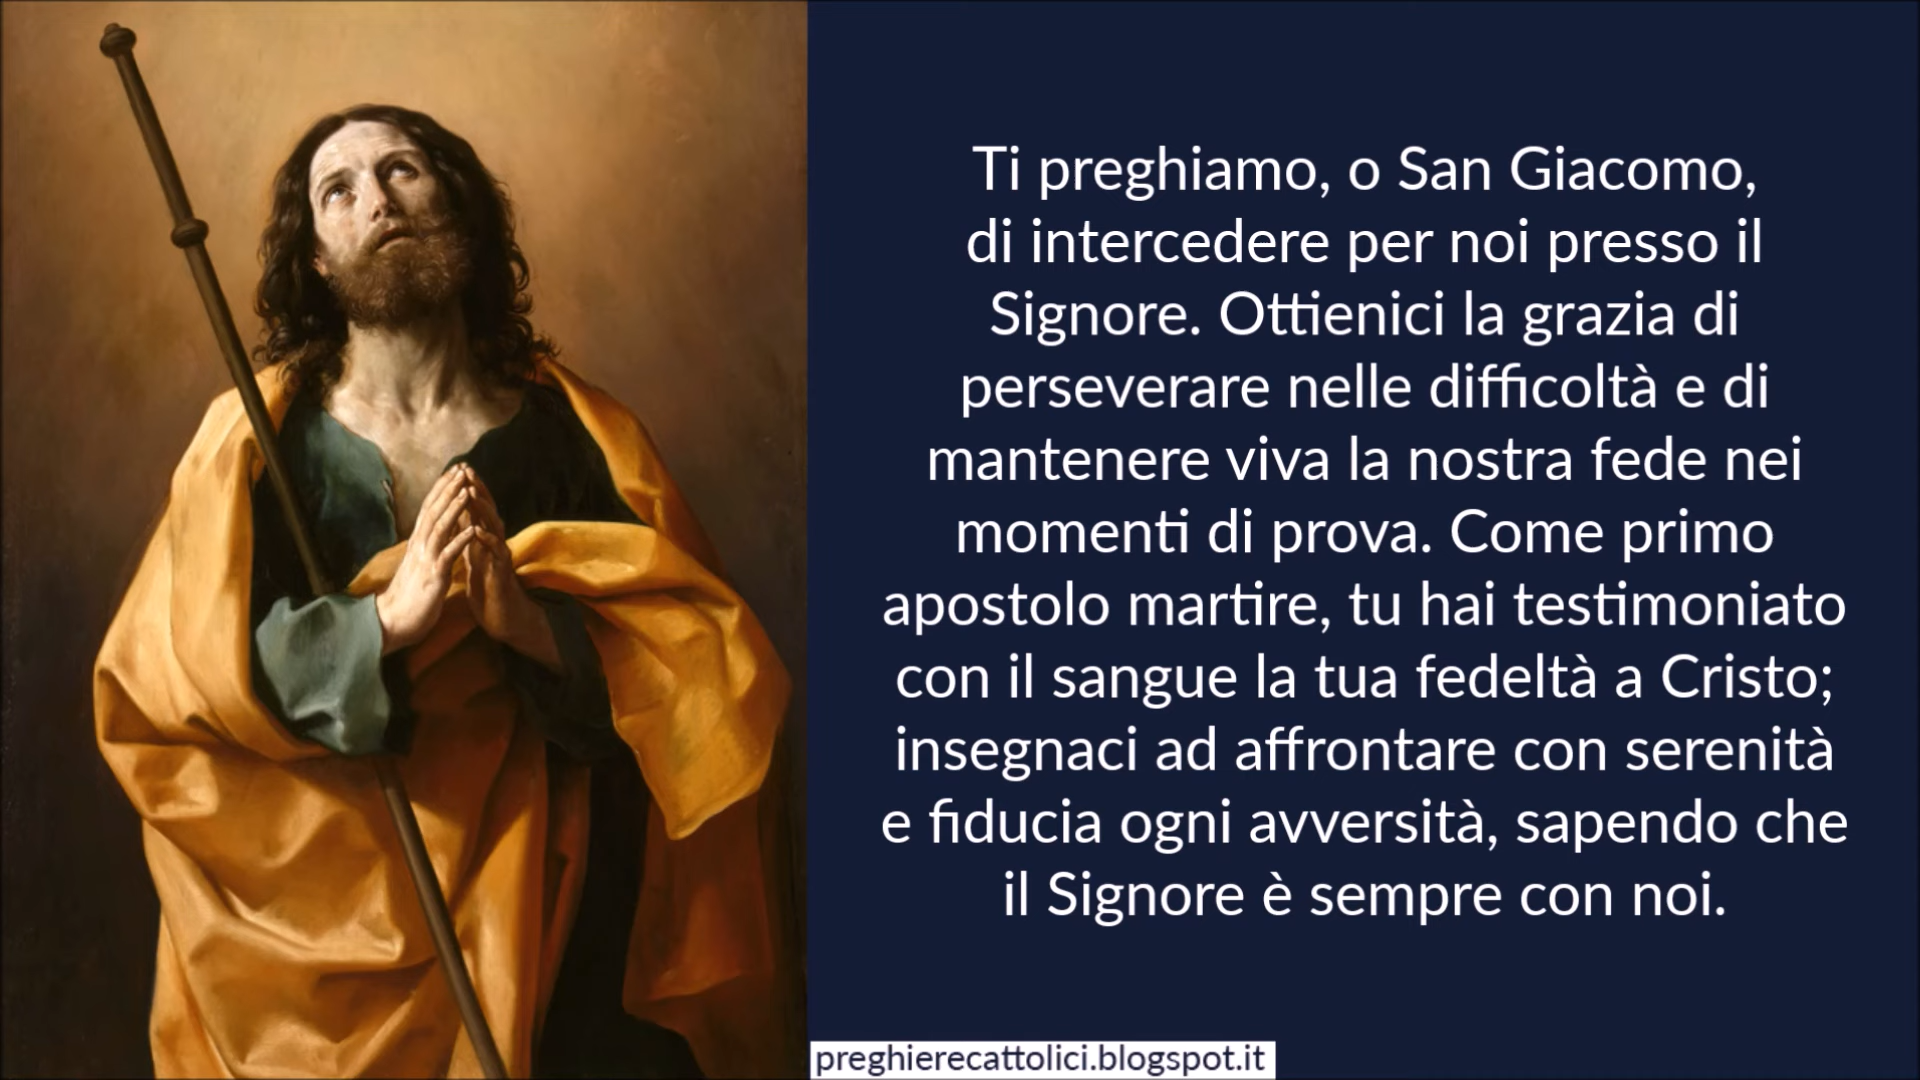 Ti preghiamo, o San Giacomo,
di intercedere per noi presso il
Signore. Ottienici la grazia di
perseverare nelle difficoltà e di
mantenere viva la nostra fede nei
momenti di prova. Come primo
apostolo martire, tu hai testimoniato
con il sangue la tua fedeltà a Cristo;
insegnaci ad affrontare con serenità
e fiducia ogni avversità, sapendo che
il Signore è sempre con noi.
preghierecattolici.blogspot.it